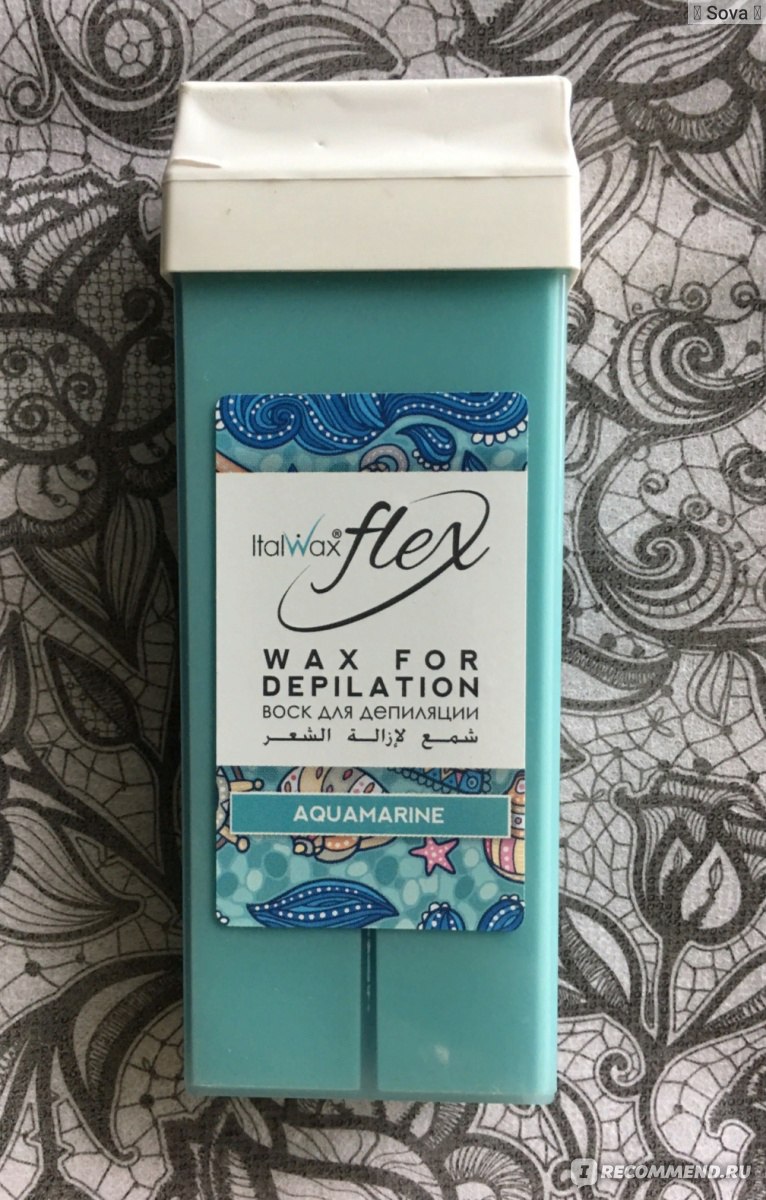 Sova
ItalWax® flex
WAX FOR
DEPILATION
ВОСК ДЛЯ ДЕПИЛЯЦИИ
شمع لإزالة الشعر
AQUAMARINE
I RECOMMEND.RU